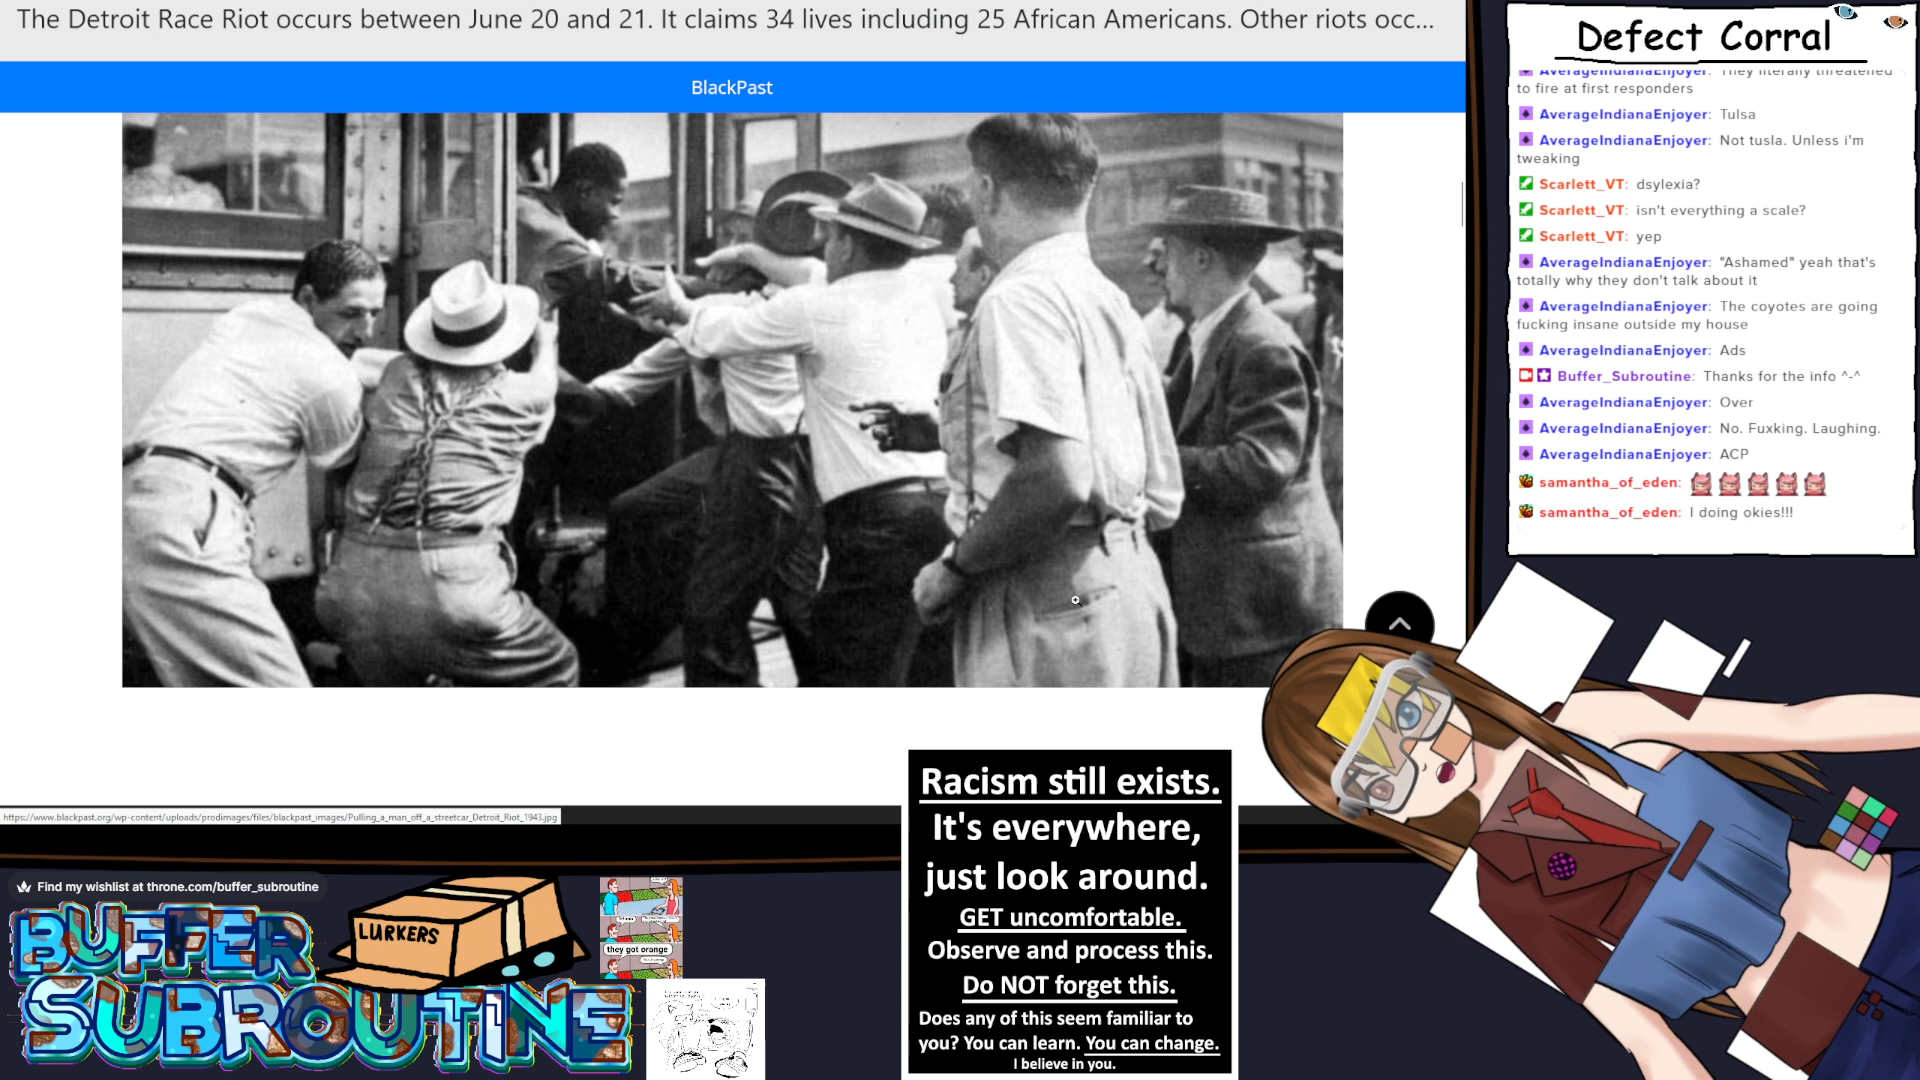 The Detroit Race Riot occurs between June 20 and 21. It claims 34 lives including 25 African Americans. Other riots occ...
BlackPast
Defect Corral
AverageIndianaEnjoyer: They literally threatened
to fire at first responders
AverageIndianaEnjoyer: Tulsa
AverageIndianaEnjoyer: Not tusla. Unless i'm
tweaking
Scarlett_VT: dsylexia?
Scarlett_VT: isn't everything a scale?
Scarlett_VT: yep
AverageIndianaEnjoyer: "Ashamed" yeah that's
totally why they don't talk about it
AverageIndianaEnjoyer: The coyotes are going
fucking insane outside my house
AverageIndianaEnjoyer: Ads
Buffer_Subroutine: Thanks for the info ^-^
AverageIndianaEnjoyer: Over
AverageIndianaEnjoyer: No. Fuxking. Laughing.
AverageIndianaEnjoyer: ACP
samantha_of_eden:
samantha_of_eden: I doing okies!!!
https://www.blackpast.org/wp-content/uploads/prodimages/files/blackpast_images/Pulling_a_man_off_a_streetcar_Detroit_Riot_1943.jpg
Find my wishlist at throne.com/buffer_subroutine
BUFFER
SUBROUTINE
LURKERS
they got orange
Racism still exists.
It's everywhere,
just look around.
GET uncomfortable.
Observe and process this.
Do NOT forget this.
Does any of this seem familiar to
you? You can learn. You can change.
I believe in you.